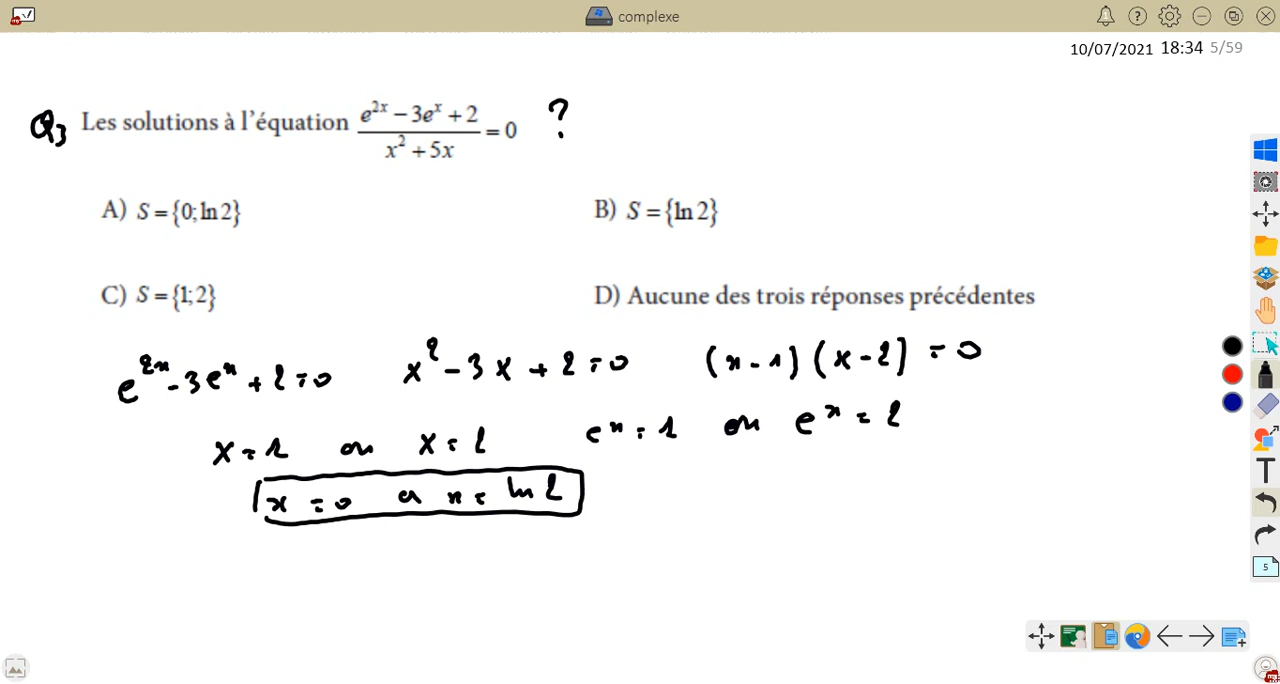 complexe
10/07/2021 18:34 5/59
Q3 Les solutions à l'équation (e^{2x} − 3e^x + 2)/(x² + 5x) = 0 ?
A) S = {0; ln 2} B) S = {ln 2}
C) S = {1; 2} D) Aucune des trois réponses précédentes
e^{2x} - 3e^x + 2 = 0 X² - 3X + 2 = 0 (X - 1)(X - 2) = 0
X = 1 ou X = 2 e^x = 1 ou e^x = 2
x = 0 ou x = ln 2
5